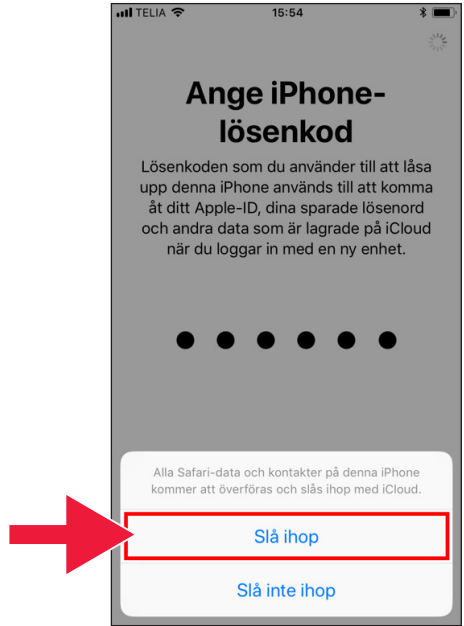 TELIA 15:54
Ange iPhone-
lösenkod
Lösenkoden som du använder till att låsa
upp denna iPhone används till att komma
åt ditt Apple-ID, dina sparade lösenord
och andra data som är lagrade på iCloud
när du loggar in med en ny enhet.
Alla Safari-data och kontakter på denna iPhone
kommer att överföras och slås ihop med iCloud.
Slå ihop
Slå inte ihop